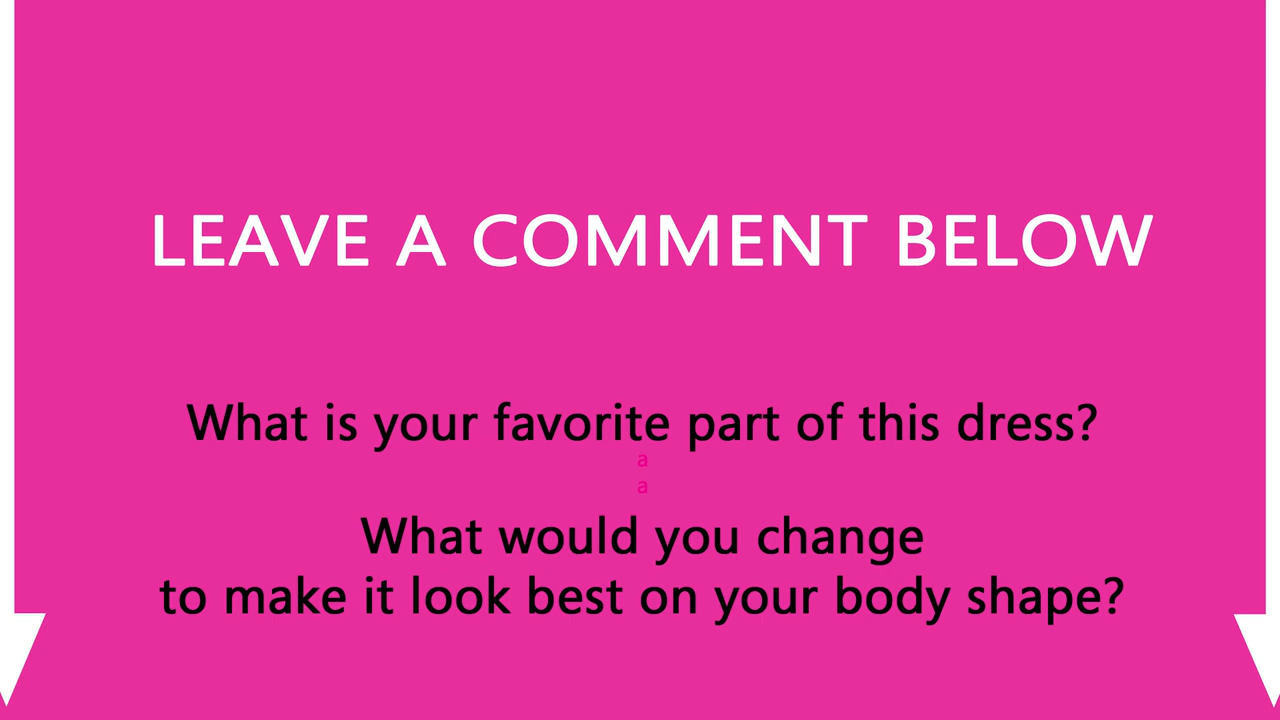 LEAVE A COMMENT BELOW
What is your favorite part of this dress?
a
a
What would you change
to make it look best on your body shape?